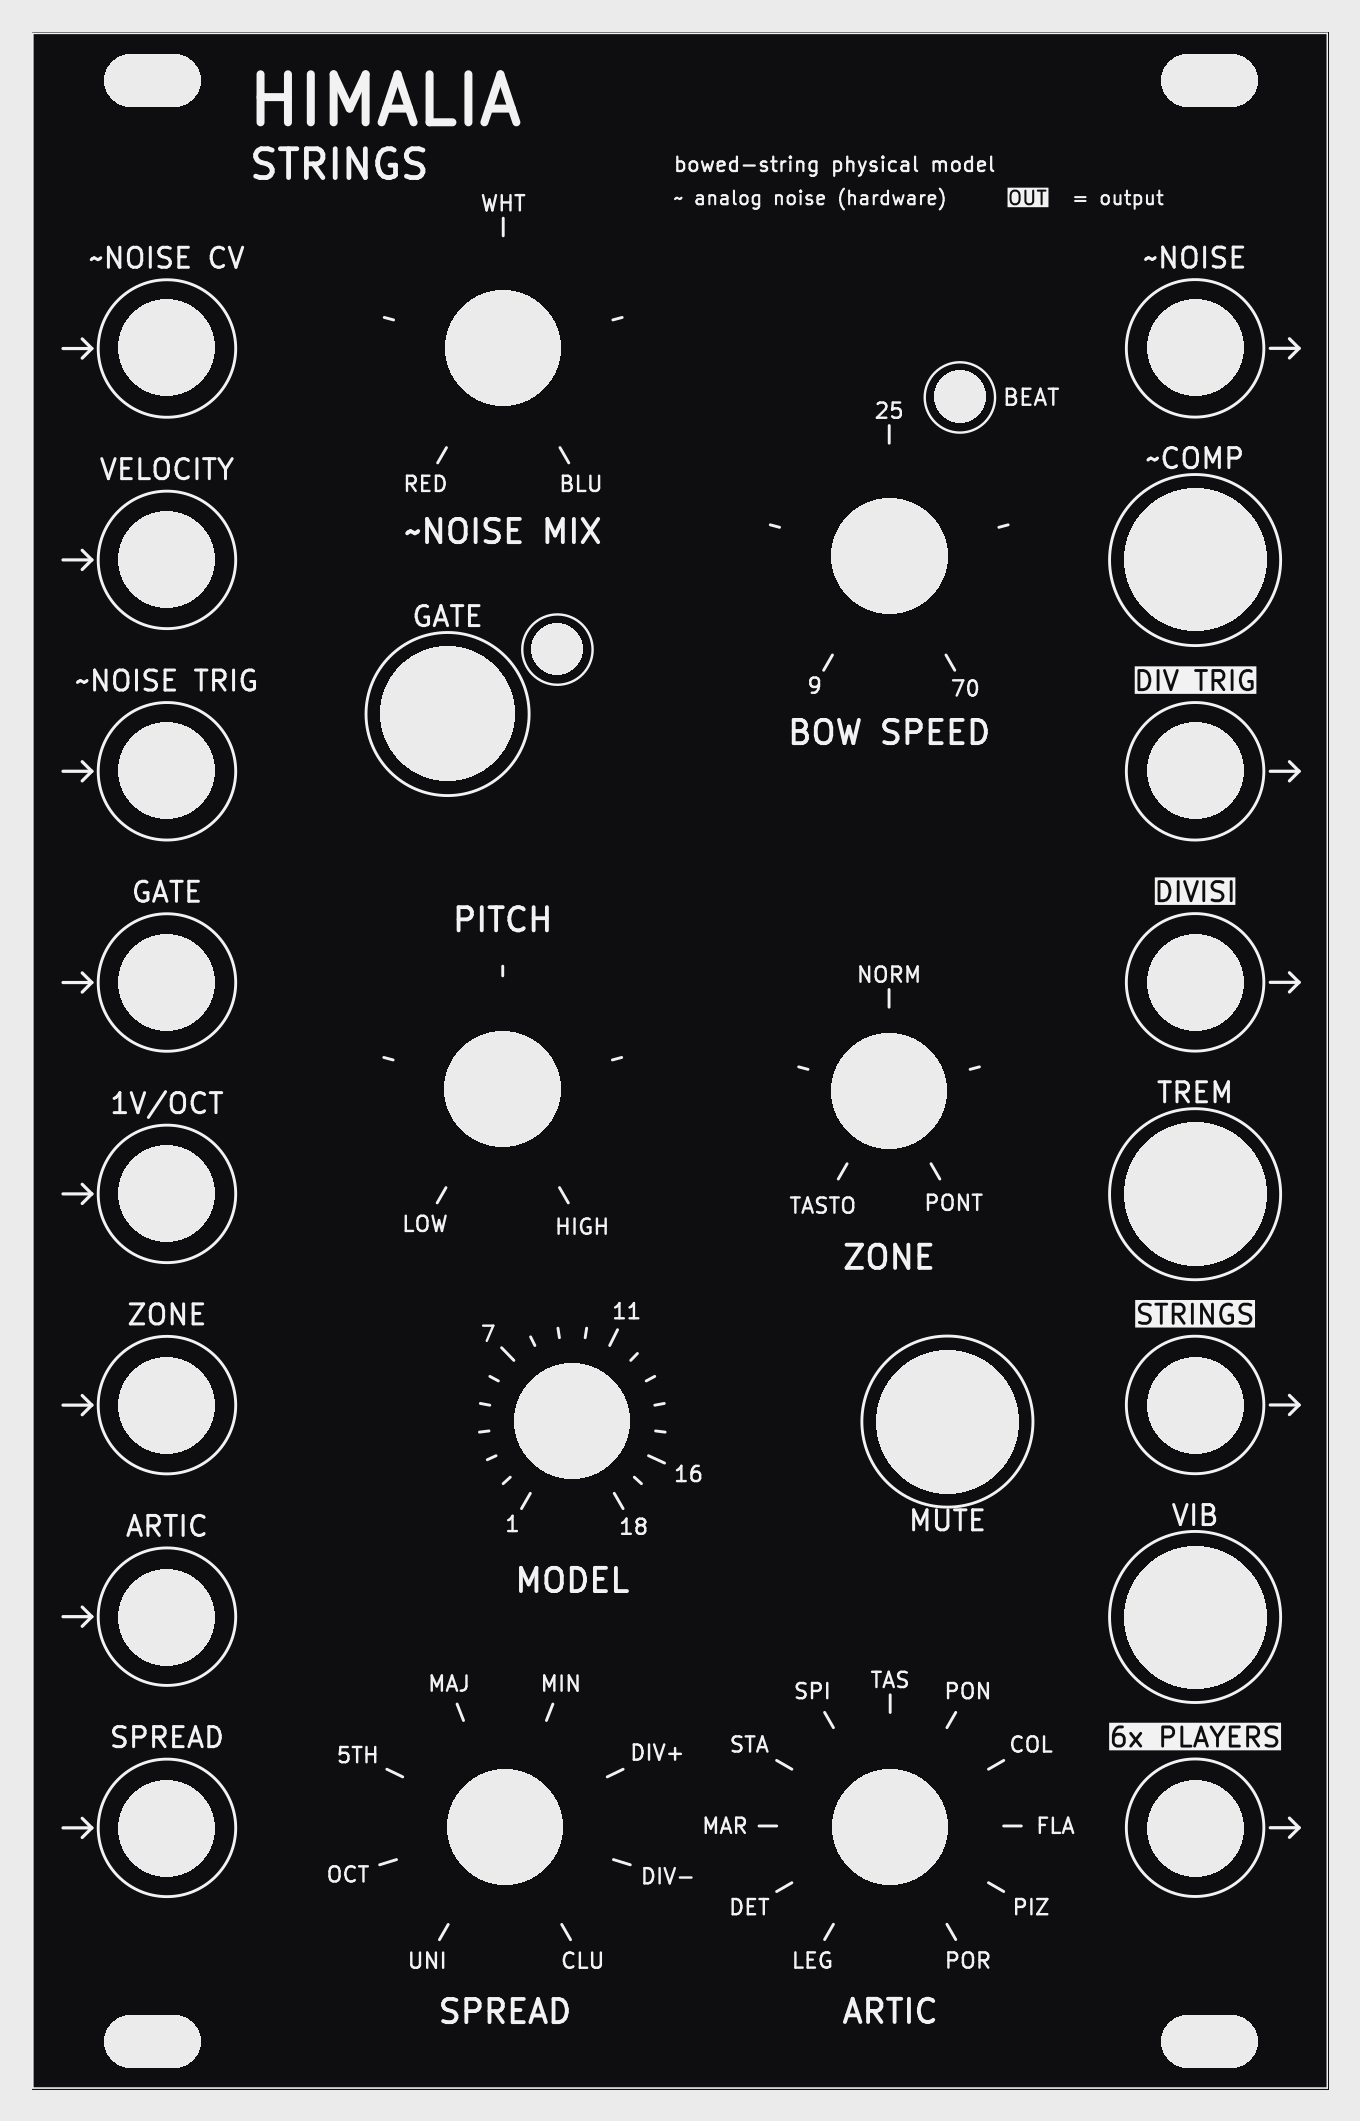 HIMALIA
STRINGS
bowed-string physical model
~ analog noise (hardware) OUT = output
WHT
~NOISE CV
~NOISE
BEAT
25
VELOCITY
~COMP
RED BLU
~NOISE MIX
GATE
~NOISE TRIG
9 70
DIV TRIG
BOW SPEED
GATE
DIVISI
PITCH
NORM
1V/OCT
TREM
TASTO PONT
LOW HIGH
ZONE
ZONE
7 11
STRINGS
16
1 18
MUTE
ARTIC
VIB
MODEL
MAJ MIN
SPI TAS PON
SPREAD
6x PLAYERS
5TH DIV+
STA COL
MAR FLA
OCT DIV-
DET PIZ
UNI CLU
LEG POR
SPREAD
ARTIC